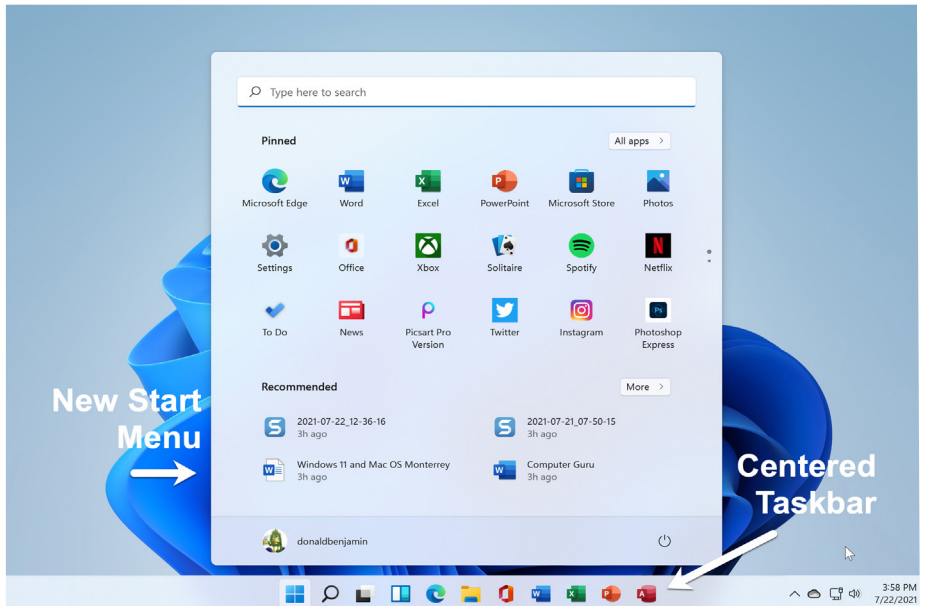 Type here to search
Pinned
All apps >
Microsoft Edge
Word
Excel
PowerPoint
Microsoft Store
Photos
Settings
Office
Xbox
Solitaire
Spotify
Netflix
To Do
News
Picsart Pro
Version
Twitter
Instagram
Photoshop
Express
Recommended
More >
2021-07-22_12-36-16
3h ago
2021-07-21_07-50-15
3h ago
Windows 11 and Mac OS Monterrey
3h ago
Computer Guru
3h ago
donaldbenjamin
New Start
Menu
Centered
Taskbar
3:58 PM
7/22/2021